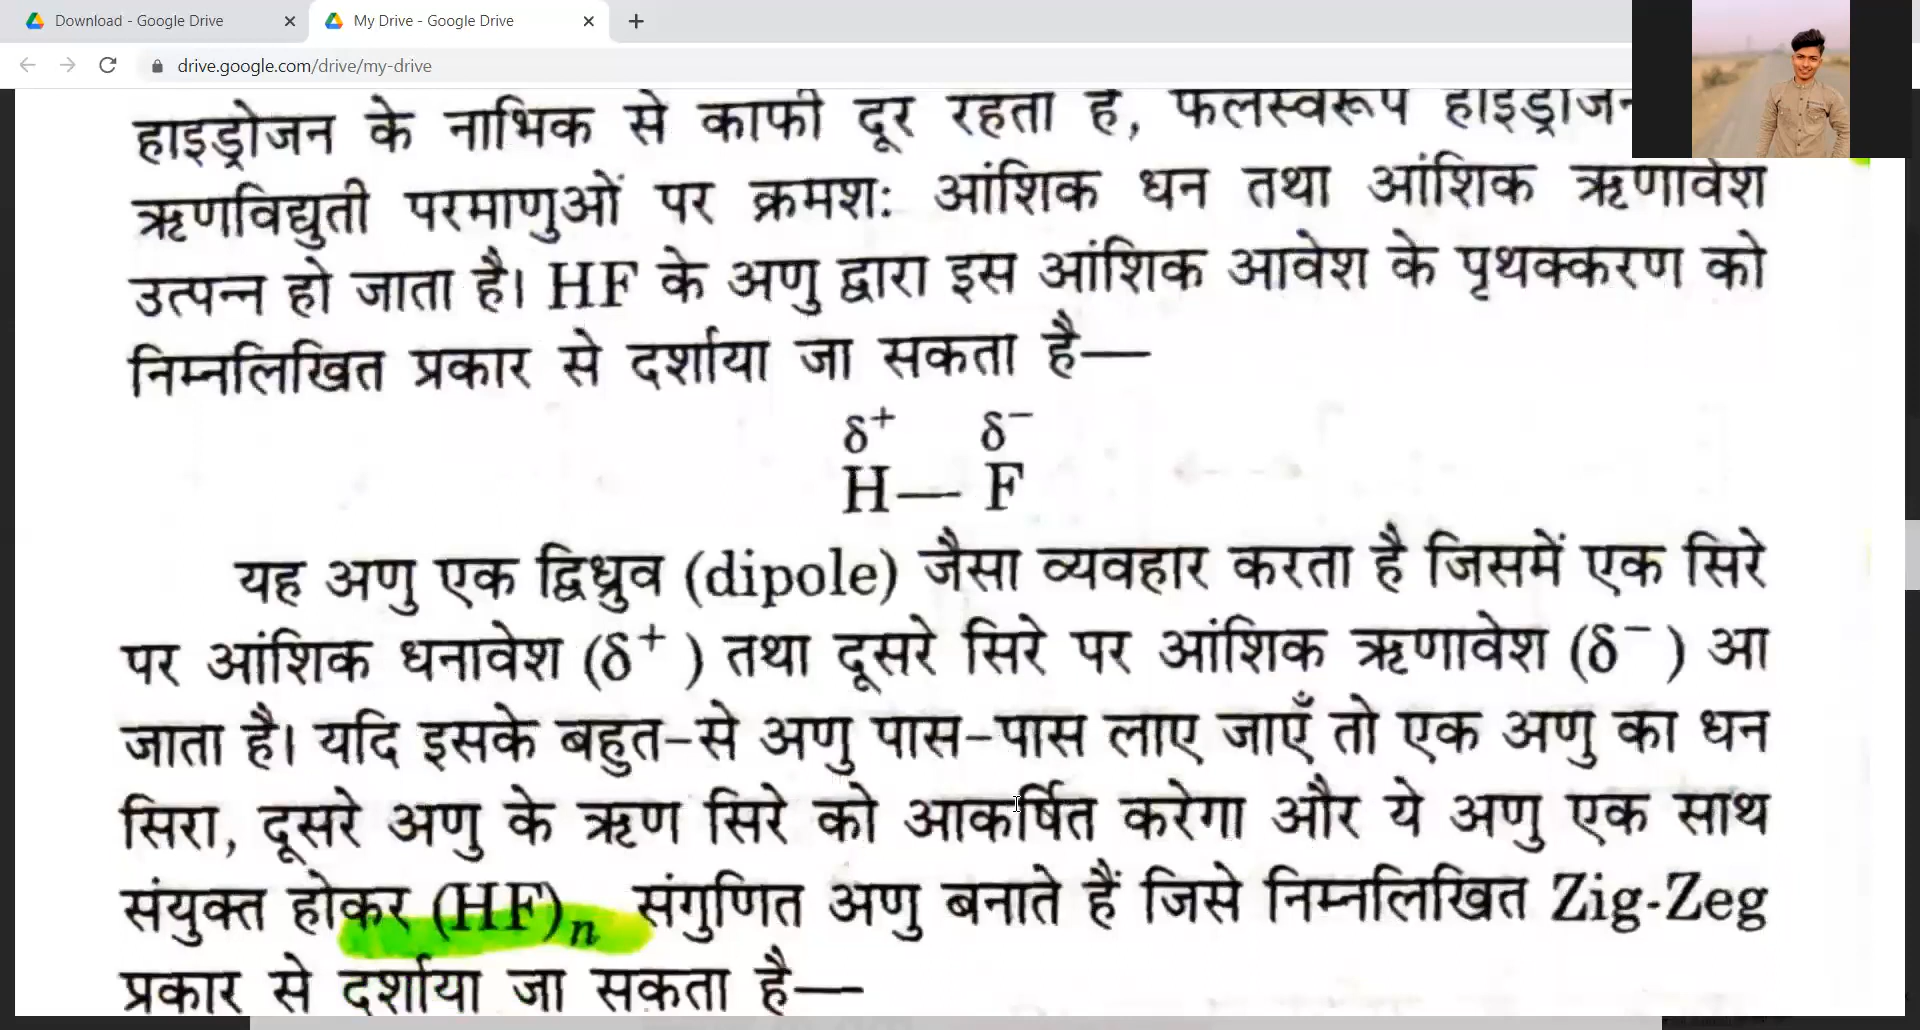 Download - Google Drive
My Drive - Google Drive
drive.google.com/drive/my-drive
हाइड्रोजन के नाभिक से काफी दूर रहता है, फलस्वरूप
ऋणविद्युती परमाणुओं पर क्रमश: आंशिक धन तथा आंशिक ऋणावेश
उत्पन्न हो जाता है। HF के अणु द्वारा इस आंशिक आवेश के पृथक्करण को
निम्नलिखित प्रकार से दर्शाया जा सकता है—
δ⁺ δ⁻
H — F
यह अणु एक द्विध्रुव (dipole) जैसा व्यवहार करता है जिसमें एक सिरे
पर आंशिक धनावेश (δ⁺ ) तथा दूसरे सिरे पर आंशिक ऋणावेश (δ⁻ ) आ
जाता है। यदि इसके बहुत-से अणु पास-पास लाए जाएँ तो एक अणु का धन
सिरा, दूसरे अणु के ऋण सिरे को आकर्षित करेगा और ये अणु एक साथ
संयुक्त होकर (HF)ₙ संगुणित अणु बनाते हैं जिसे निम्नलिखित Zig-Zeg
प्रकार से दर्शाया जा सकता है—